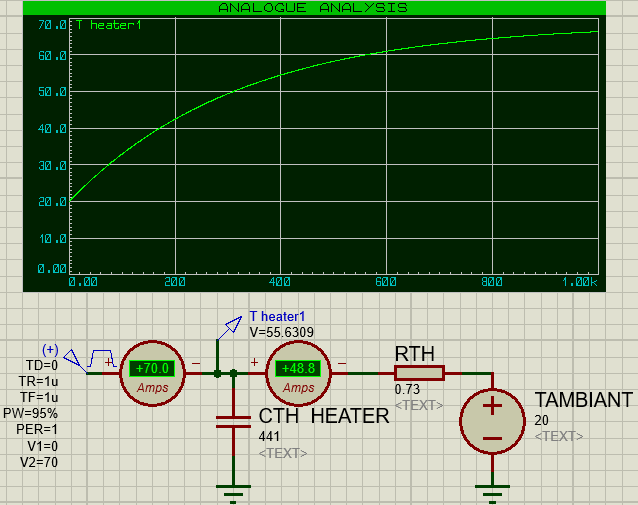 ANALOGUE ANALYSIS
70.0
T heater1
60.0
50.0
40.0
30.0
20.0
10.0
0.00
0.00 200 400 600 800 1.00k
T heater1
V=55.6309
(+)
TD=0
TR=1u
TF=1u
PW=95%
PER=1
V1=0
V2=70
+ −
+70.0
Amps
+ −
+48.8
Amps
RTH
0.73
<TEXT>
CTH HEATER
441
<TEXT>
TAMBIANT
20
<TEXT>